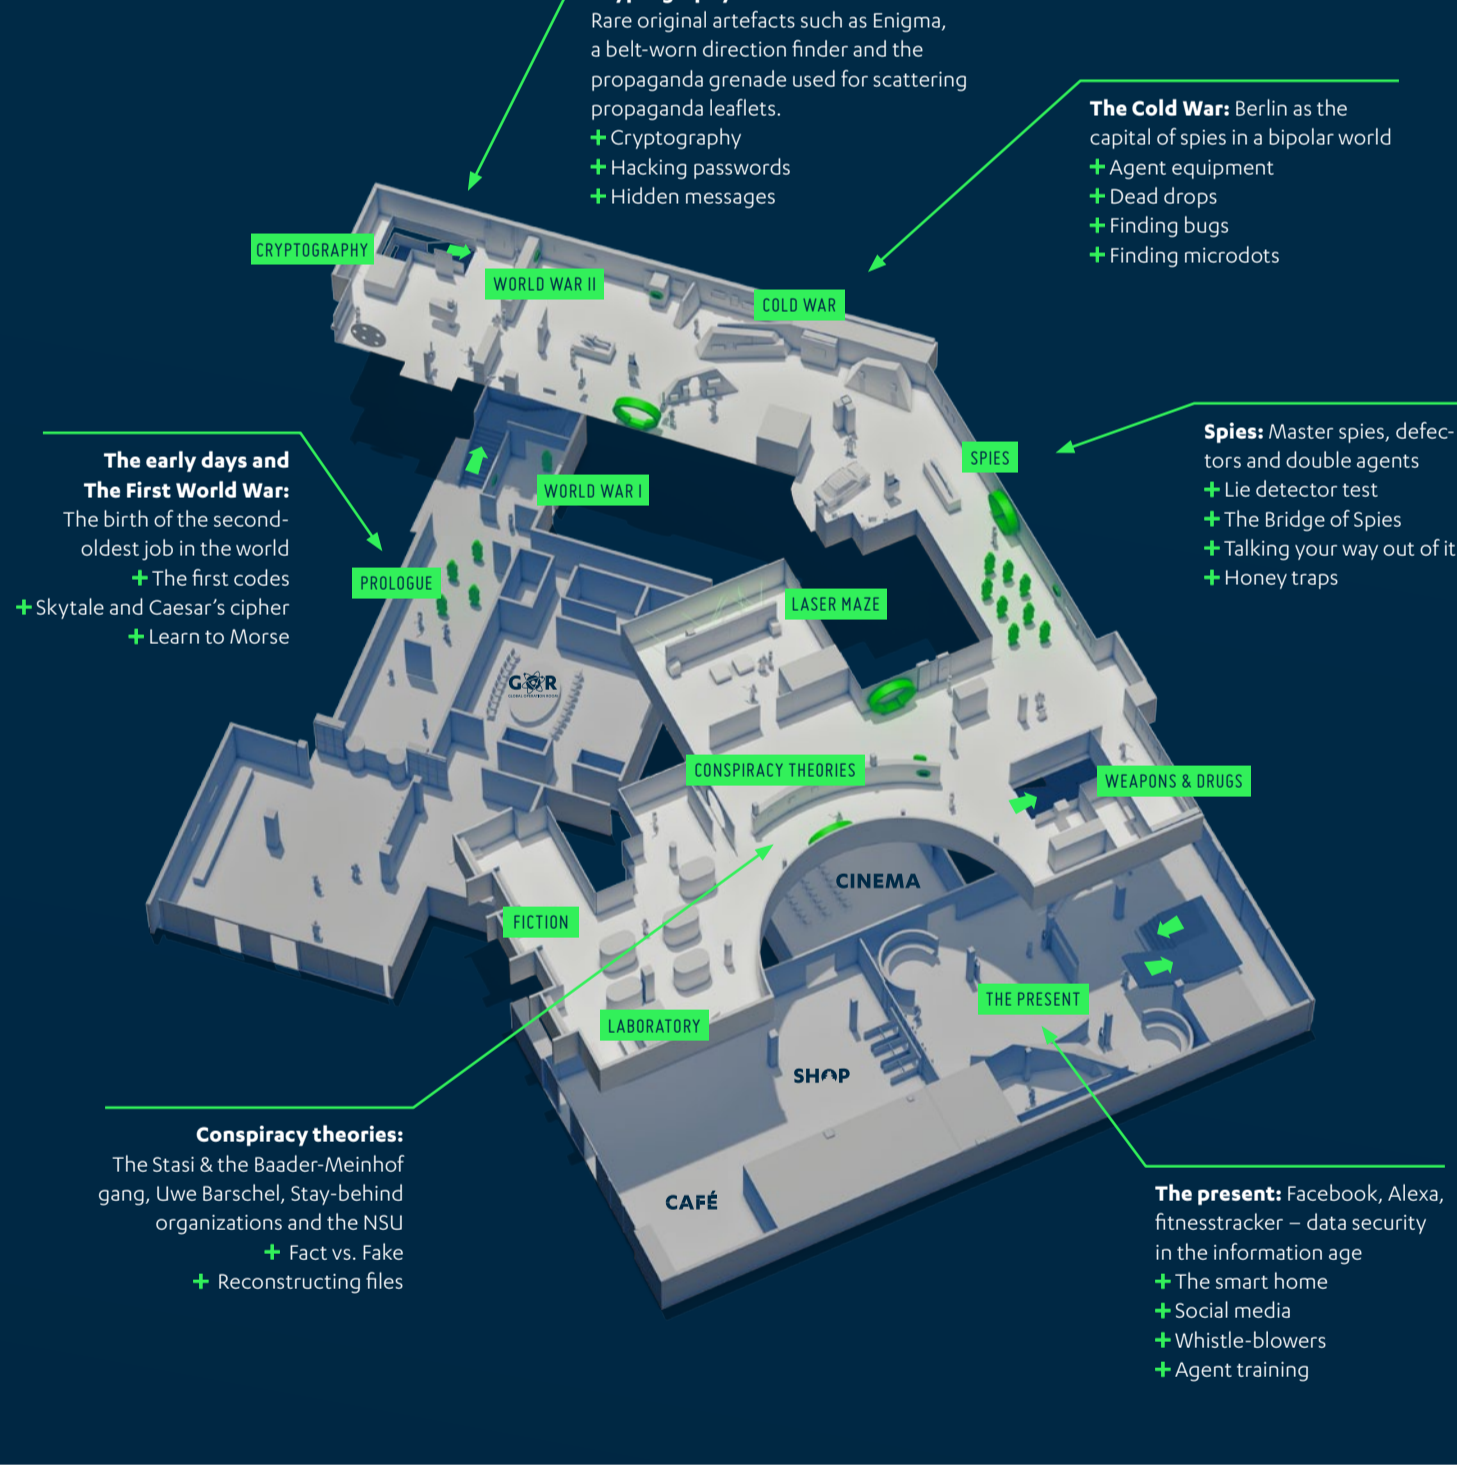 Rare original artefacts such as Enigma,
a belt-worn direction finder and the
propaganda grenade used for scattering
propaganda leaflets.
+ Cryptography
+ Hacking passwords
+ Hidden messages
The Cold War: Berlin as the
capital of spies in a bipolar world
+ Agent equipment
+ Dead drops
+ Finding bugs
+ Finding microdots
CRYPTOGRAPHY
WORLD WAR II
COLD WAR
Spies: Master spies, defec-
tors and double agents
+ Lie detector test
+ The Bridge of Spies
+ Talking your way out of it
+ Honey traps
SPIES
The early days and
The First World War:
The birth of the second-
oldest job in the world
+ The first codes
+ Skytale and Caesar's cipher
+ Learn to Morse
WORLD WAR I
PROLOGUE
LASER MAZE
GOR
CONSPIRACY THEORIES
WEAPONS & DRUGS
CINEMA
FICTION
THE PRESENT
LABORATORY
SHOP
CAFÉ
Conspiracy theories:
The Stasi & the Baader-Meinhof
gang, Uwe Barschel, Stay-behind
organizations and the NSU
+ Fact vs. Fake
+ Reconstructing files
The present: Facebook, Alexa,
fitnesstracker – data security
in the information age
+ The smart home
+ Social media
+ Whistle-blowers
+ Agent training